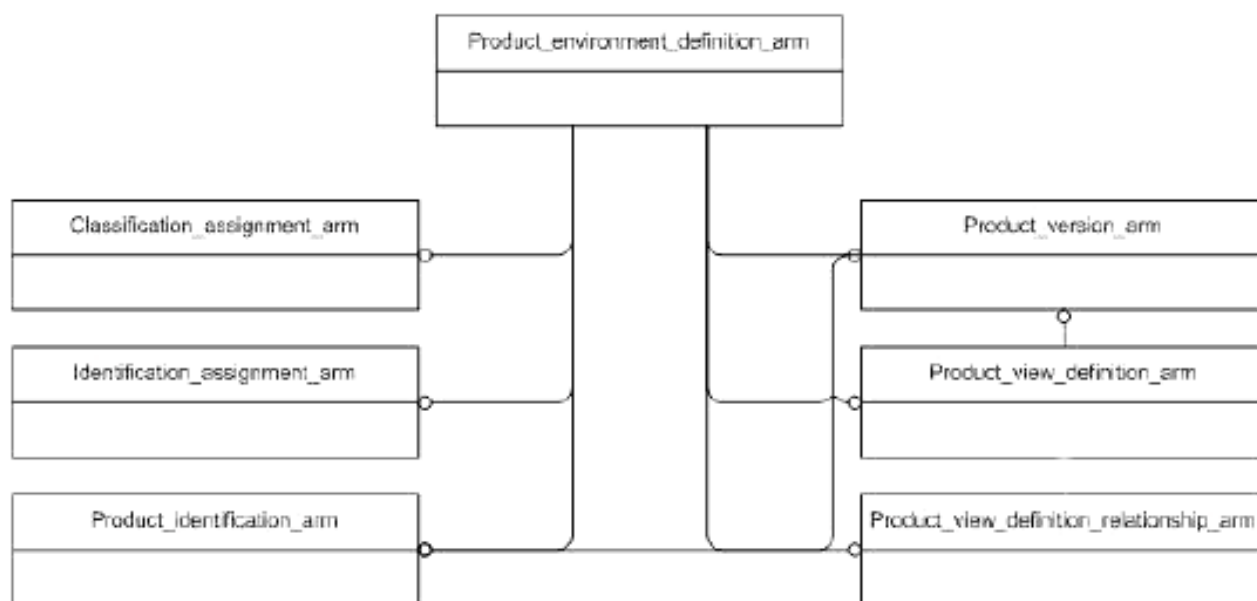 Product_environment_definition_arm
Classification_assignment_arm
Product_version_arm
Identification_assignment_arm
Product_view_definition_arm
Product_identification_arm
Product_view_definition_relationship_arm